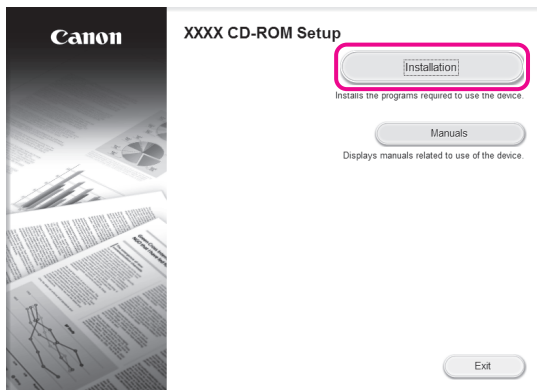 Canon
XXXX CD-ROM Setup
Installation
Installs the programs required to use the device.
Manuals
Displays manuals related to use of the device.
Exit